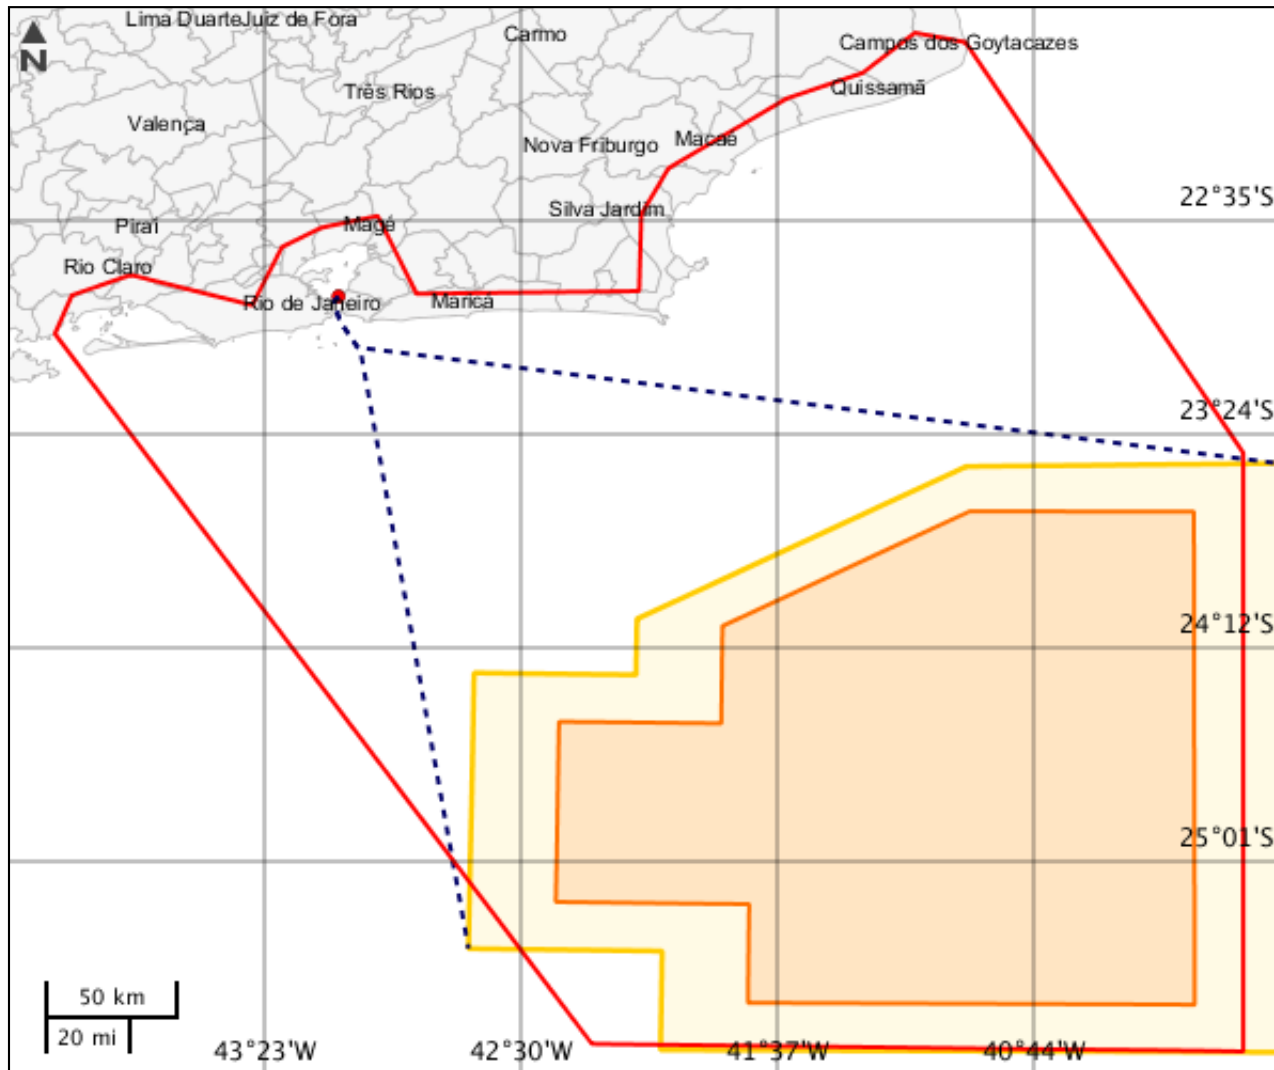 Lima Duarte
Juiz de Fora
Carmo
Campos dos Goytacazes
N
Três Rios
Quissamã
Valença
Nova Friburgo
Macaé
22°35'S
Silva Jardim
Piraí
Magé
Rio Claro
Rio de Janeiro
Maricá
23°24'S
24°12'S
25°01'S
50 km
20 mi
43°23'W
42°30'W
41°37'W
40°44'W